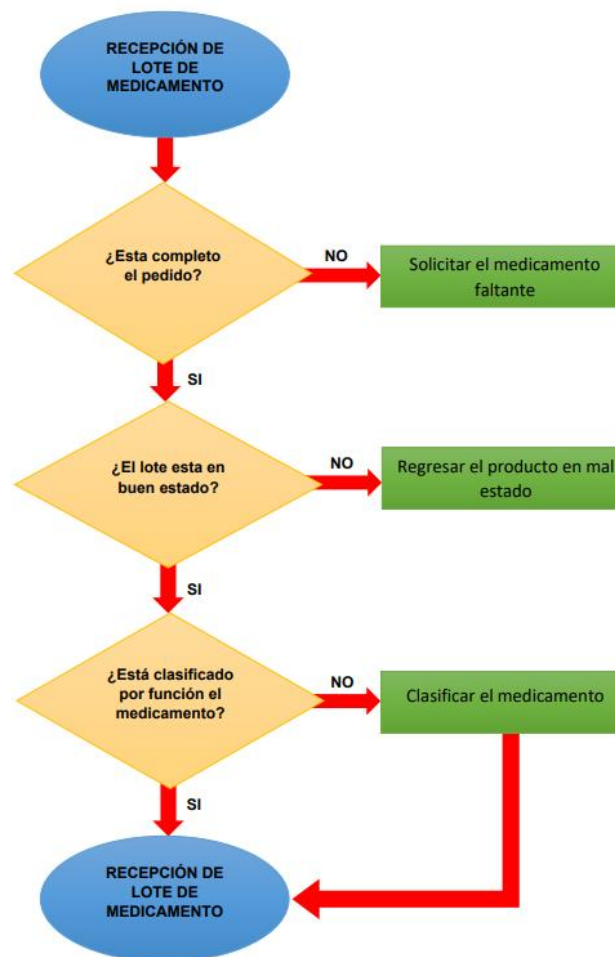 RECEPCIÓN DE
LOTE DE
MEDICAMENTO
¿Esta completo
el pedido?
NO
Solicitar el medicamento
faltante
SI
¿El lote esta en
buen estado?
NO
Regresar el producto en mal
estado
SI
¿Está clasificado
por función el
medicamento?
NO
Clasificar el medicamento
SI
RECEPCIÓN DE
LOTE DE
MEDICAMENTO